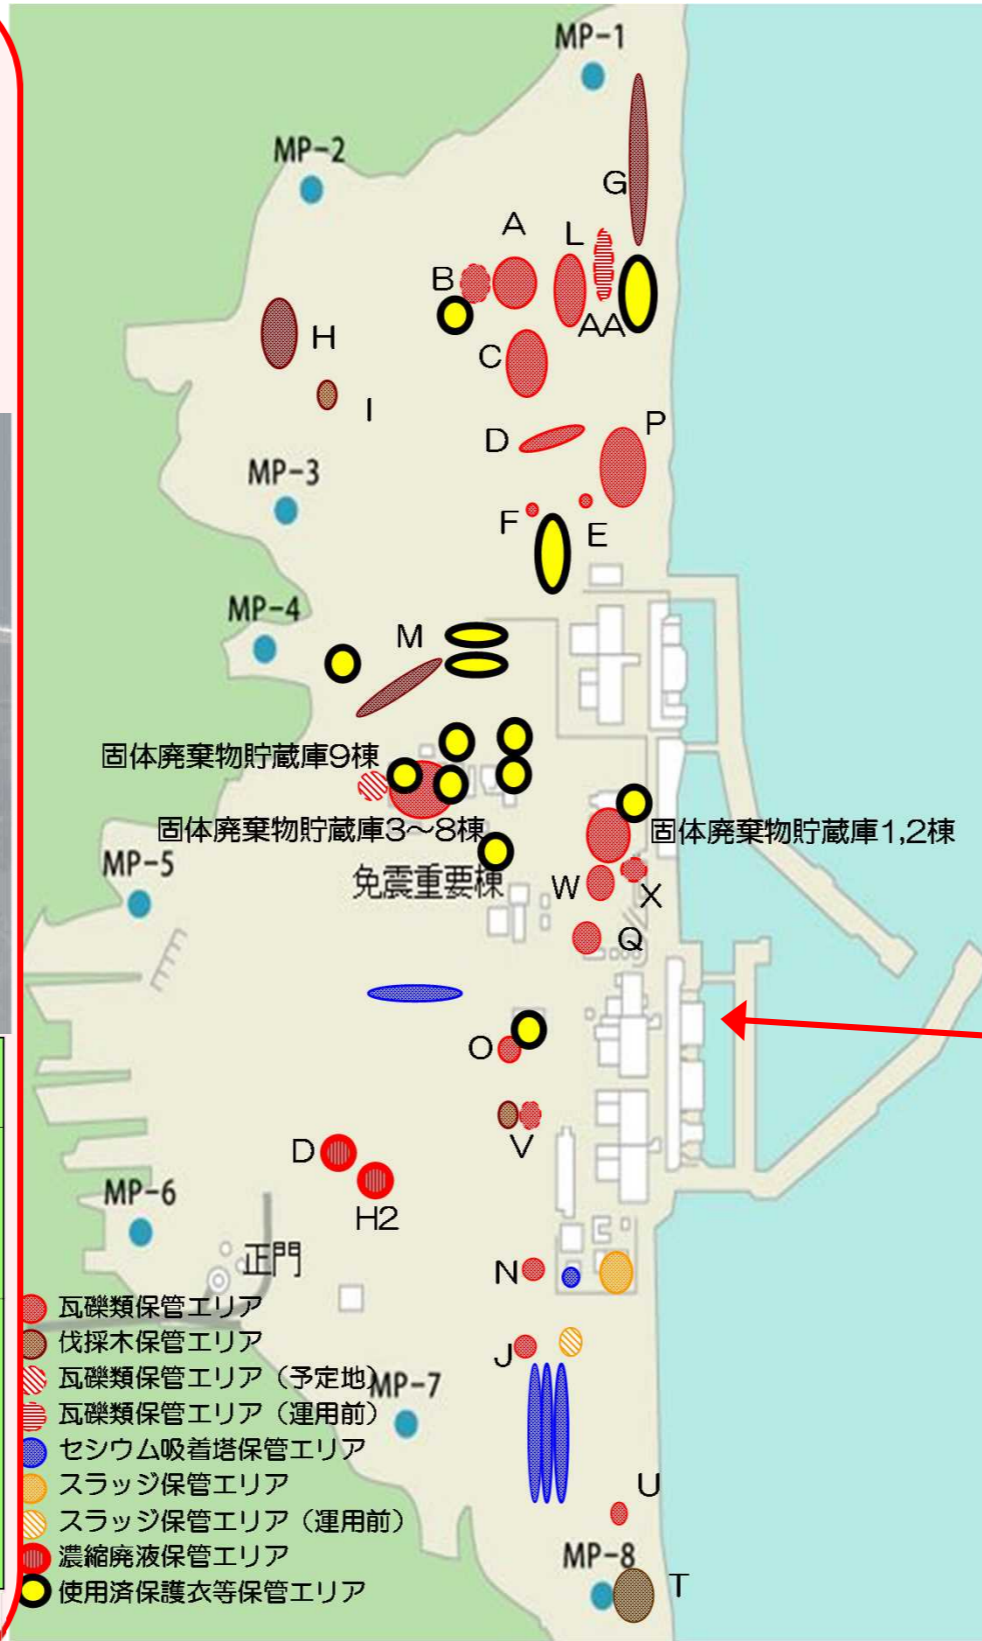 MP-1
MP-2
G
A
L
B
AA
H
C
I
D
P
MP-3
F
E
MP-4
M
固体廃棄物貯蔵庫9棟
固体廃棄物貯蔵庫3〜8棟
固体廃棄物貯蔵庫1,2棟
MP-5
免震重要棟
W
X
Q
O
V
D
H2
MP-6
正門
N
J
瓦礫類保管エリア
伐採木保管エリア
瓦礫類保管エリア（予定地）
MP-7
瓦礫類保管エリア（運用前）
セシウム吸着塔保管エリア
スラッジ保管エリア
U
スラッジ保管エリア（運用前）
濃縮廃液保管エリア
MP-8
T
使用済保護衣等保管エリア